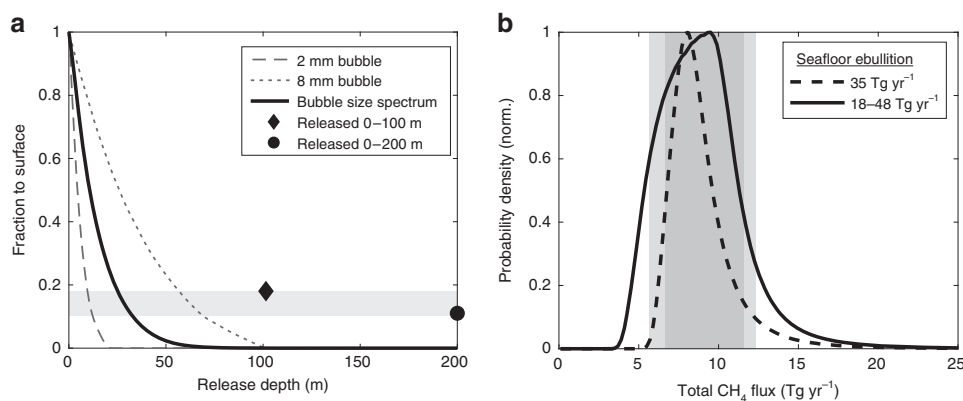 a
1
0.8
0.6
0.4
0.2
0
Fraction to surface
0
50
100
150
200
Release depth (m)
2 mm bubble
8 mm bubble
Bubble size spectrum
Released 0–100 m
Released 0–200 m
b
1
0.8
0.6
0.4
0.2
0
Probability density (norm.)
0
5
10
15
20
25
Total CH₄ flux (Tg yr⁻¹)
Seafloor ebullition
35 Tg yr⁻¹
18–48 Tg yr⁻¹